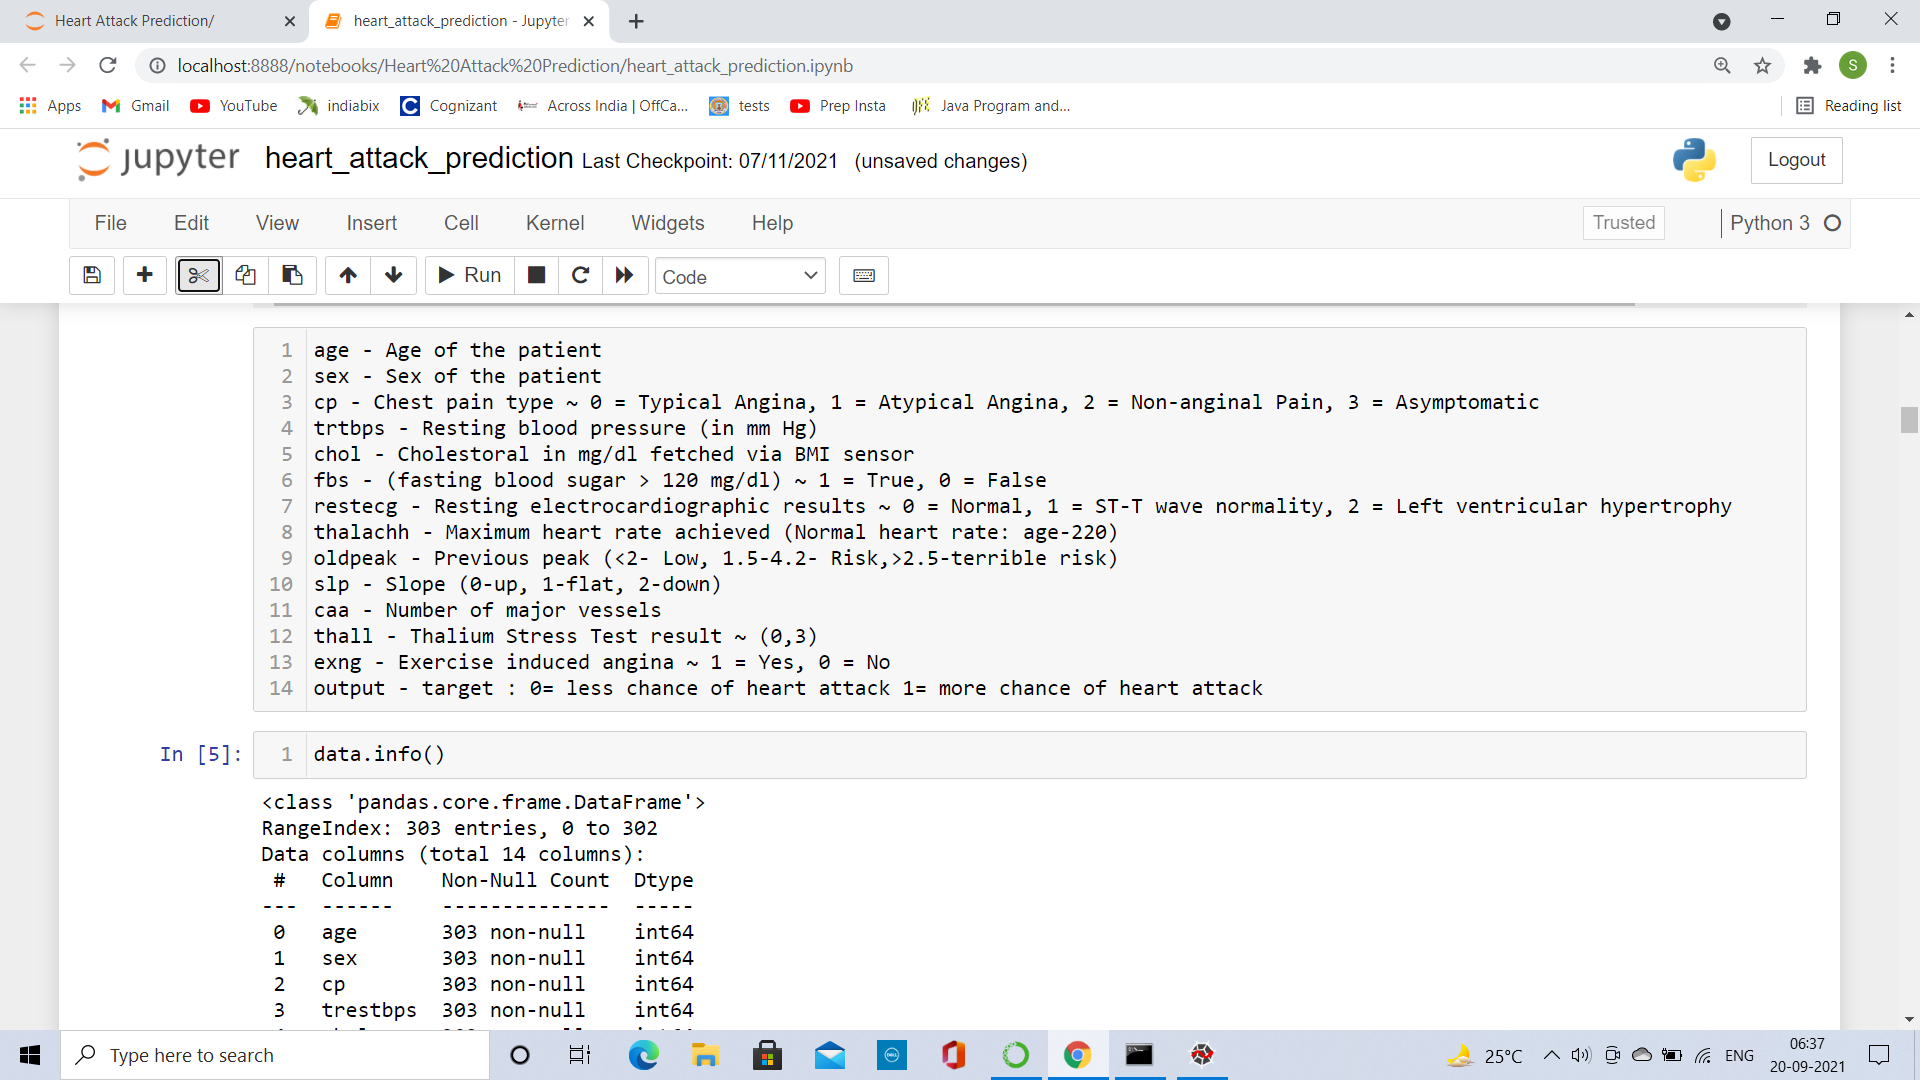 Heart Attack Prediction/
heart_attack_prediction - Jupyter
localhost:8888/notebooks/Heart%20Attack%20Prediction/heart_attack_prediction.ipynb
S
Apps Gmail YouTube indiabix Cognizant Across India | OffCa... tests Prep Insta Java Program and... Reading list
jupyter heart_attack_prediction Last Checkpoint: 07/11/2021 (unsaved changes) Logout
File Edit View Insert Cell Kernel Widgets Help Trusted Python 3
Run Code
1 age - Age of the patient
2 sex - Sex of the patient
3 cp - Chest pain type ~ 0 = Typical Angina, 1 = Atypical Angina, 2 = Non-anginal Pain, 3 = Asymptomatic
4 trtbps - Resting blood pressure (in mm Hg)
5 chol - Cholestoral in mg/dl fetched via BMI sensor
6 fbs - (fasting blood sugar > 120 mg/dl) ~ 1 = True, 0 = False
7 restecg - Resting electrocardiographic results ~ 0 = Normal, 1 = ST-T wave normality, 2 = Left ventricular hypertrophy
8 thalachh - Maximum heart rate achieved (Normal heart rate: age-220)
9 oldpeak - Previous peak (<2- Low, 1.5-4.2- Risk,>2.5-terrible risk)
10 slp - Slope (0-up, 1-flat, 2-down)
11 caa - Number of major vessels
12 thall - Thalium Stress Test result ~ (0,3)
13 exng - Exercise induced angina ~ 1 = Yes, 0 = No
14 output - target : 0= less chance of heart attack 1= more chance of heart attack
In [5]: 1 data.info()
<class 'pandas.core.frame.DataFrame'>
RangeIndex: 303 entries, 0 to 302
Data columns (total 14 columns):
# Column Non-Null Count Dtype
--- ------ -------------- -----
0 age 303 non-null int64
1 sex 303 non-null int64
2 cp 303 non-null int64
3 trestbps 303 non-null int64
Type here to search
25°C ENG
06:37
20-09-2021